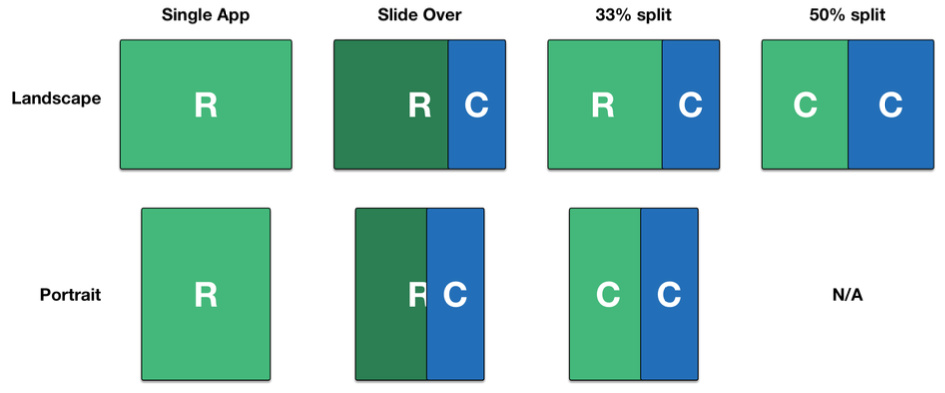 Single App Slide Over 33% split 50% split
Landscape R R C R C C C
Portrait R R C C C N/A